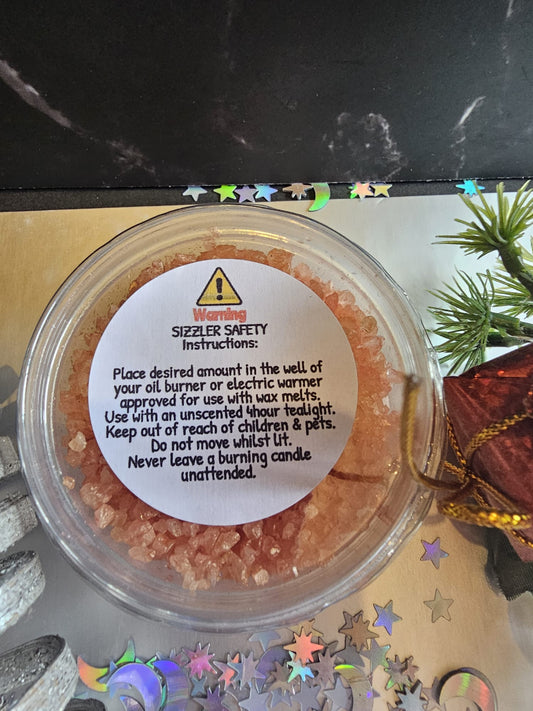 Warning
SIZZLER SAFETY
Instructions:
Place desired amount in the well of
your oil burner or electric warmer
approved for use with wax melts.
Use with an unscented 4hour tealight.
Keep out of reach of children & pets.
Do not move whilst lit.
Never leave a burning candle
unattended.